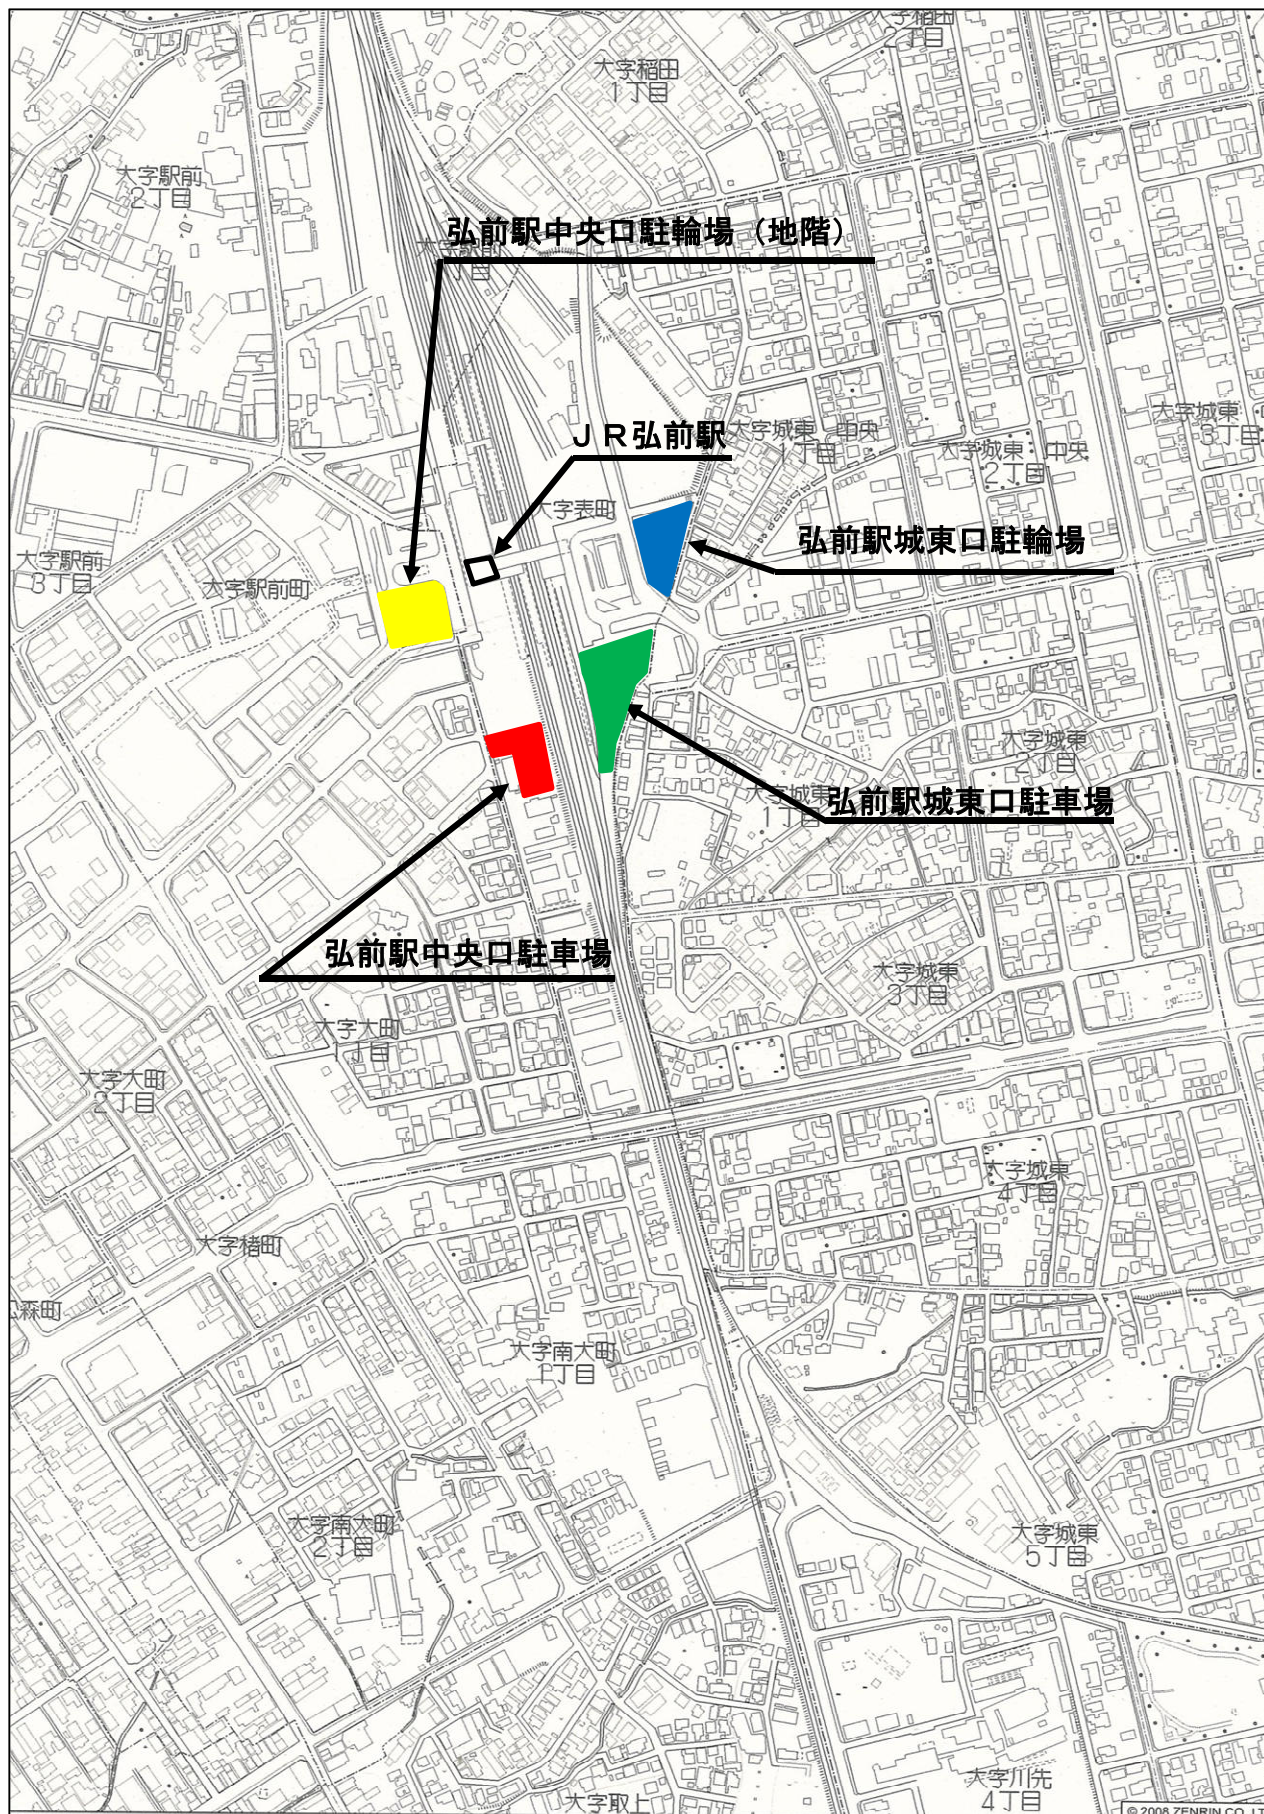 大字稲田
2丁目
大字稲田
1丁目
大字駅前
2丁目
弘前駅中央口駐輪場（地階）
ＪＲ弘前駅
大字城東・中央
1丁目
大字城東・中央
2丁目
3丁目
大字表町
弘前駅城東口駐輪場
大字駅前
3丁目
大字駅前町
大字城東
2丁目
大字城東
1丁目
弘前駅城東口駐車場
弘前駅中央口駐車場
大字城東
3丁目
大字大町
1丁目
大字大町
2丁目
大字城東
4丁目
大字楮町
森町
大字南大町
1丁目
大字南大町
2丁目
大字城東
5丁目
大字川先
4丁目
大字取上
©2008 ZENRIN CO.,LT